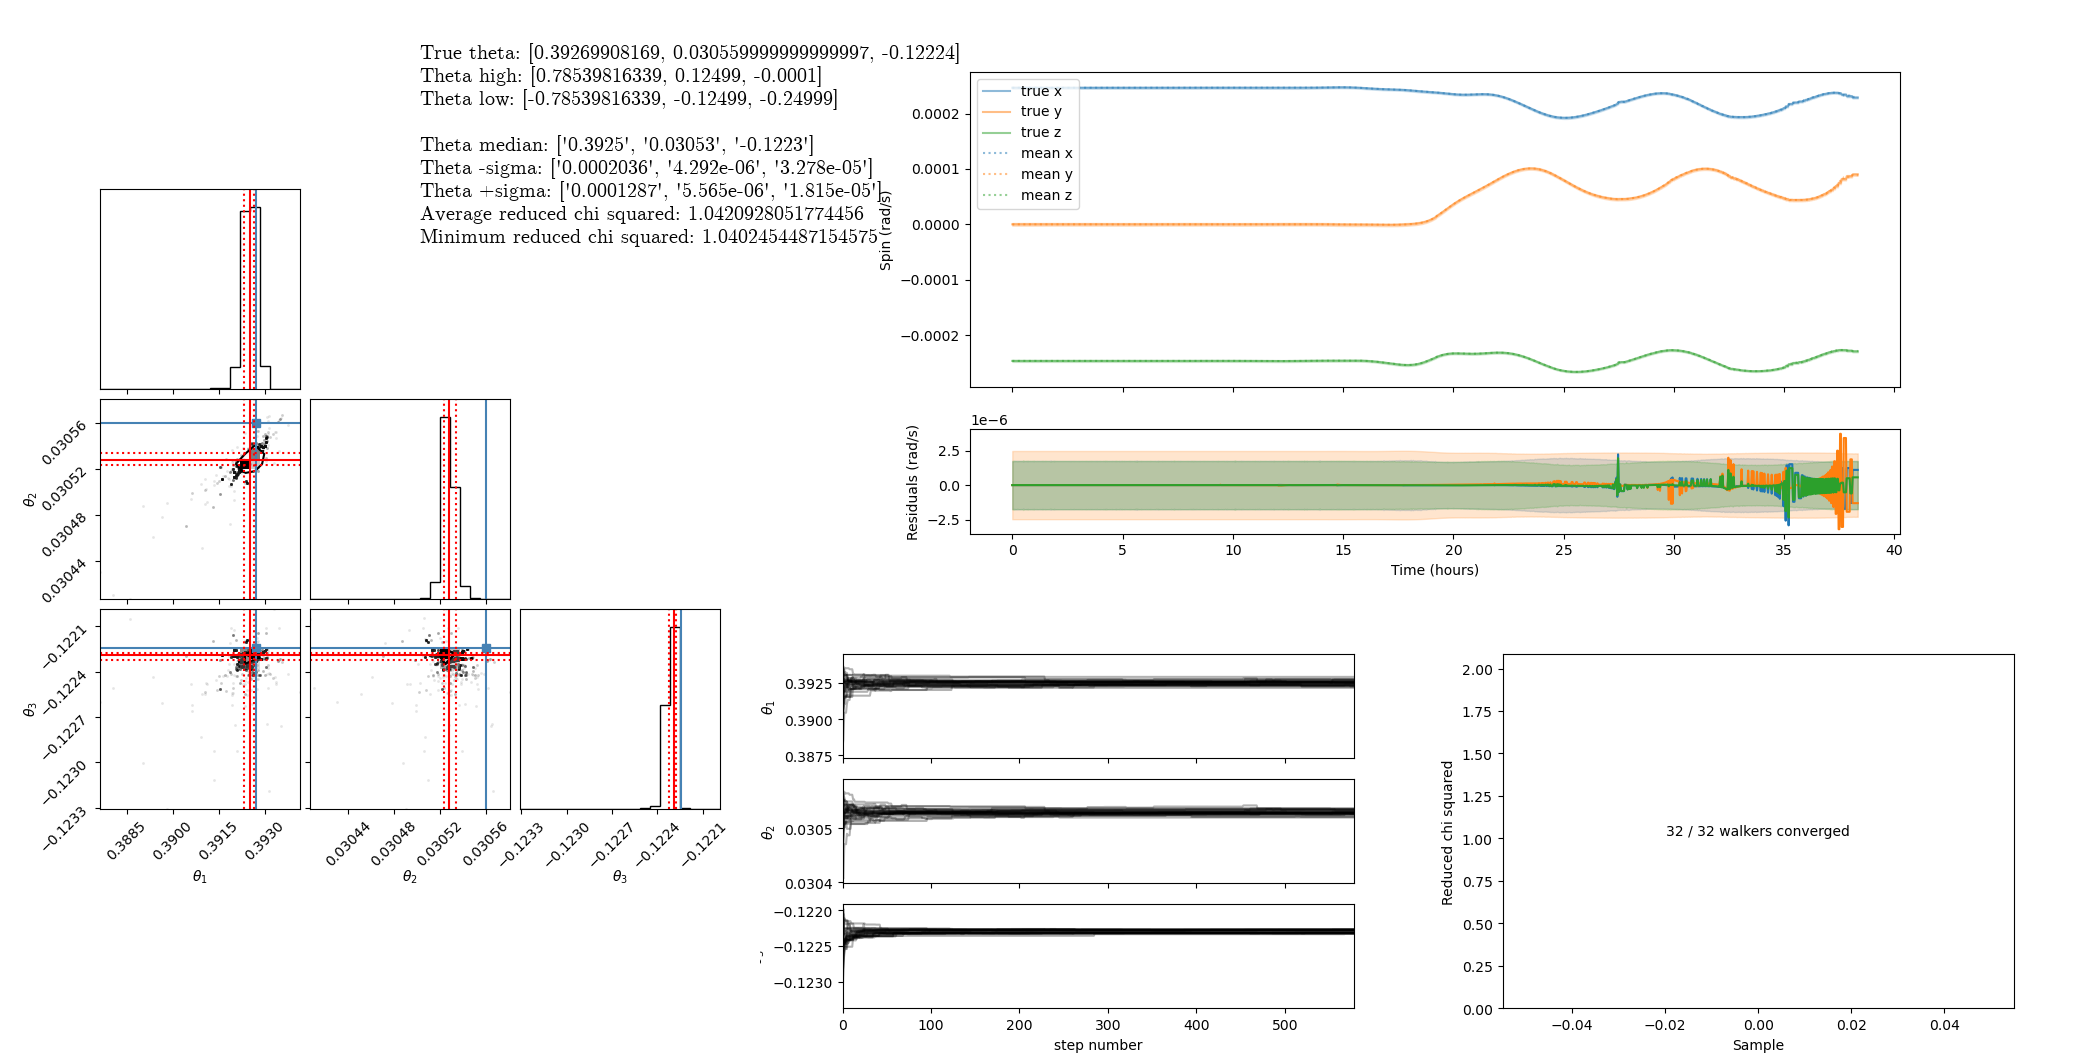 True theta: [0.39269908169, 0.030559999999999997, -0.12224]
Theta high: [0.78539816339, 0.12499, -0.0001]
Theta low: [-0.78539816339, -0.12499, -0.24999]
Theta median: ['0.3925', '0.03053', '-0.1223']
Theta -sigma: ['0.0002036', '4.292e-06', '3.278e-05']
Theta +sigma: ['0.0001287', '5.565e-06', '1.815e-05']
Average reduced chi squared: 1.0420928051774456
Minimum reduced chi squared: 1.0402454487154575
true x
true y
true z
mean x
mean y
mean z
Spin (rad/s)
0.0002
0.0001
0.0000
−0.0001
−0.0002
1e−6
Residuals (rad/s)
2.5
0.0
−2.5
0 5 10 15 20 25 30 35 40
Time (hours)
θ2
0.03056
0.03052
0.03048
0.03044
θ3
−0.1221
−0.1224
−0.1227
−0.1230
−0.1233
0.3885 0.3900 0.3915 0.3930
θ1
0.03044 0.03048 0.03052 0.03056
θ2
−0.1233 −0.1230 −0.1227 −0.1224 −0.1221
θ3
θ1
0.3925
0.3900
0.3875
θ2
0.0305
0.0304
−0.1220
−0.1225
−0.1230
0 100 200 300 400 500
step number
Reduced chi squared
2.00
1.75
1.50
1.25
1.00
0.75
0.50
0.25
0.00
32 / 32 walkers converged
−0.04 −0.02 0.00 0.02 0.04
Sample